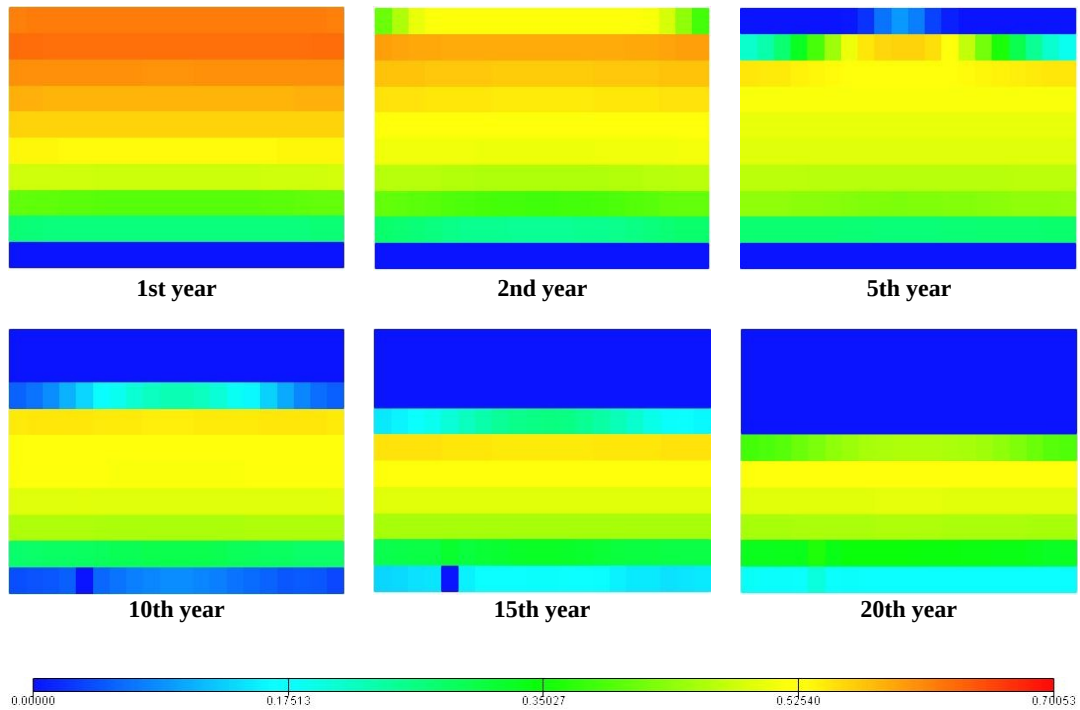 1st year
2nd year
5th year
10th year
15th year
20th year
0.00000
0.17513
0.35027
0.52540
0.70053